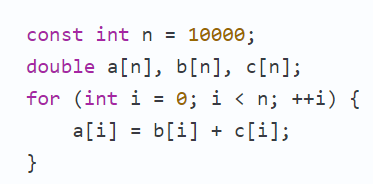 const int n = 10000;
double a[n], b[n], c[n];
for (int i = 0; i < n; ++i) {
    a[i] = b[i] + c[i];
}